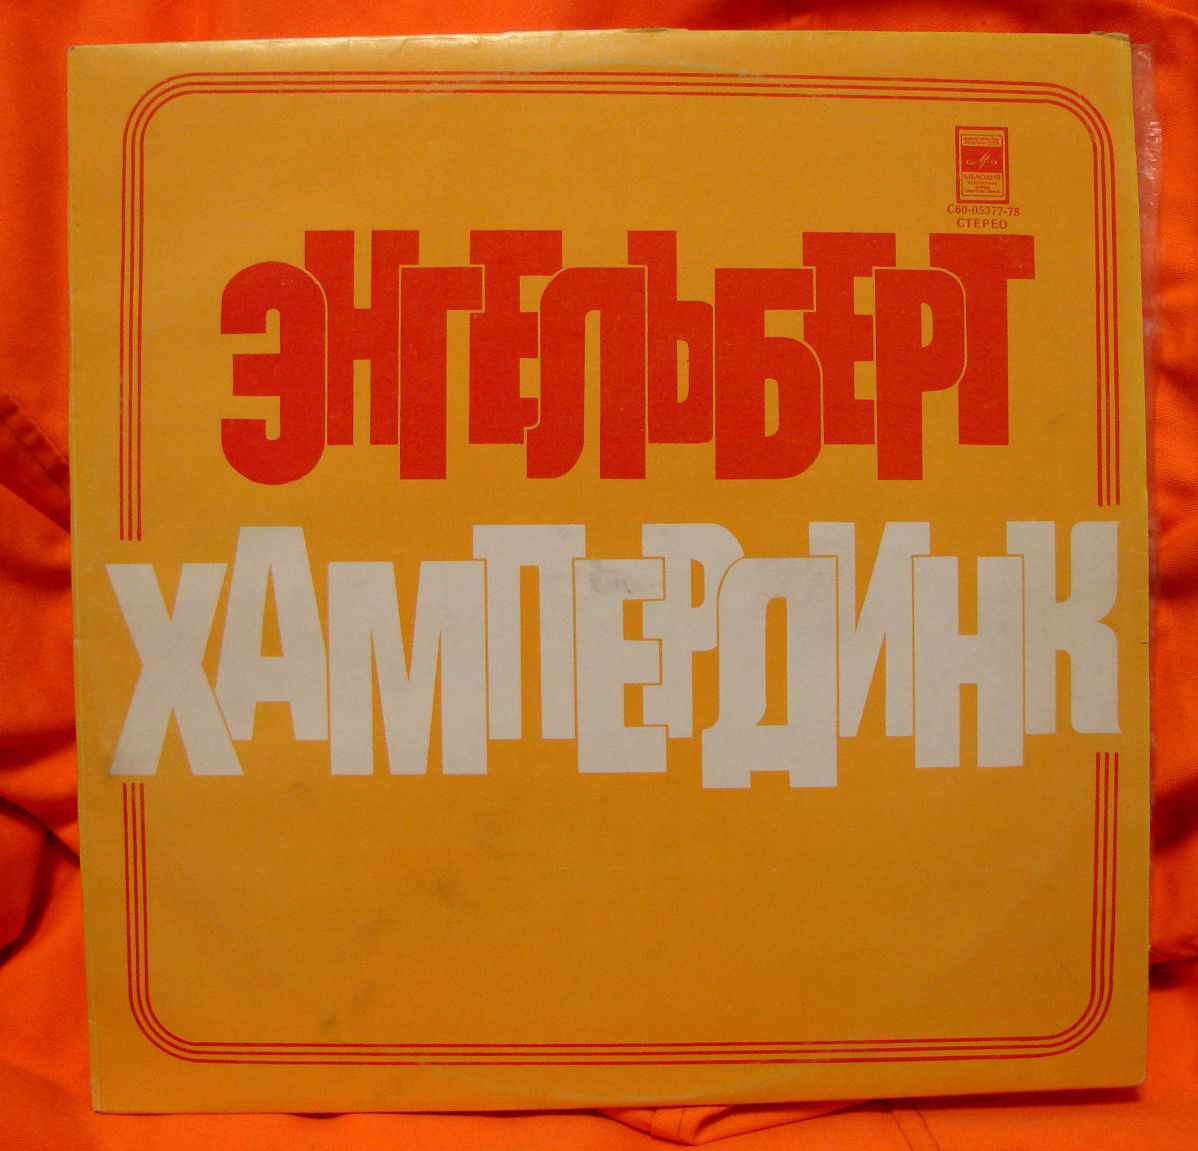 МЕЛОДИЯ
С60-05377-78
СТЕРЕО
ЭНГЕЛЬБЕРТ
ХАМПЕРДИНК